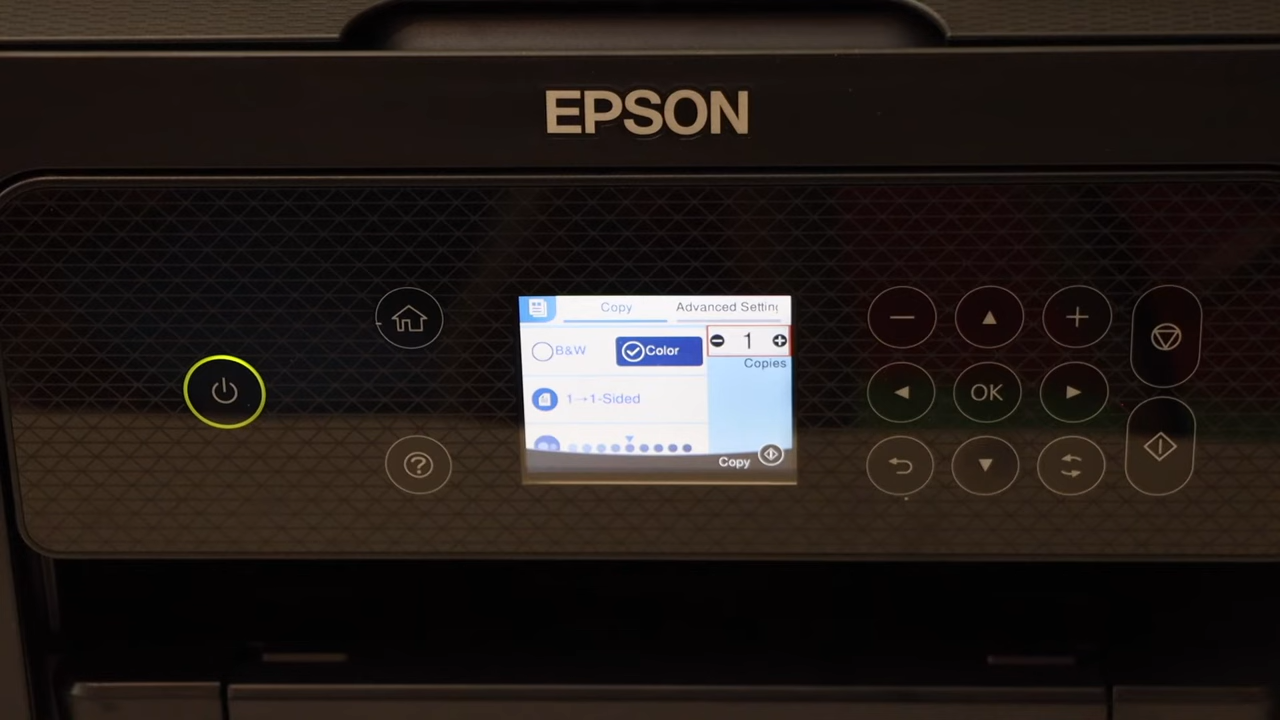 EPSON
Copy Advanced Settin
B&W Color 1
Copies
1→1-Sided
Copy
OK
?